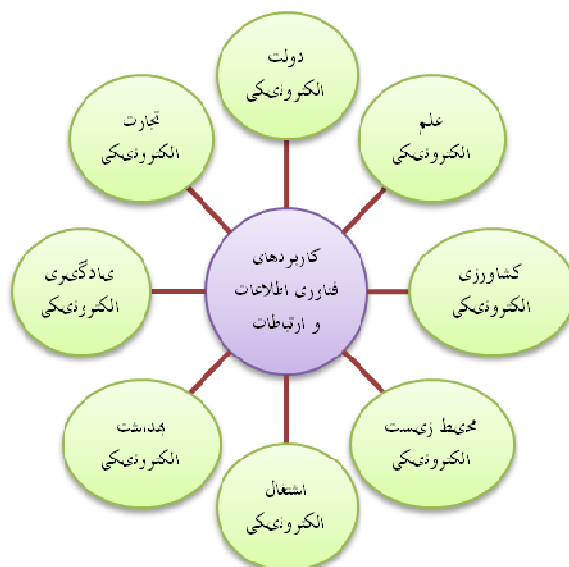 دولت
الکترونیکی
علم
الکترونیکی
کشاورزی
الکترونیکی
محیط زیست
الکترونیکی
اشتغال
الکترونیکی
بهداشت
الکترونیکی
یادگیری
الکترونیکی
تجارت
الکترونیکی
کاربردهای
فناوری اطلاعات
و ارتباطات